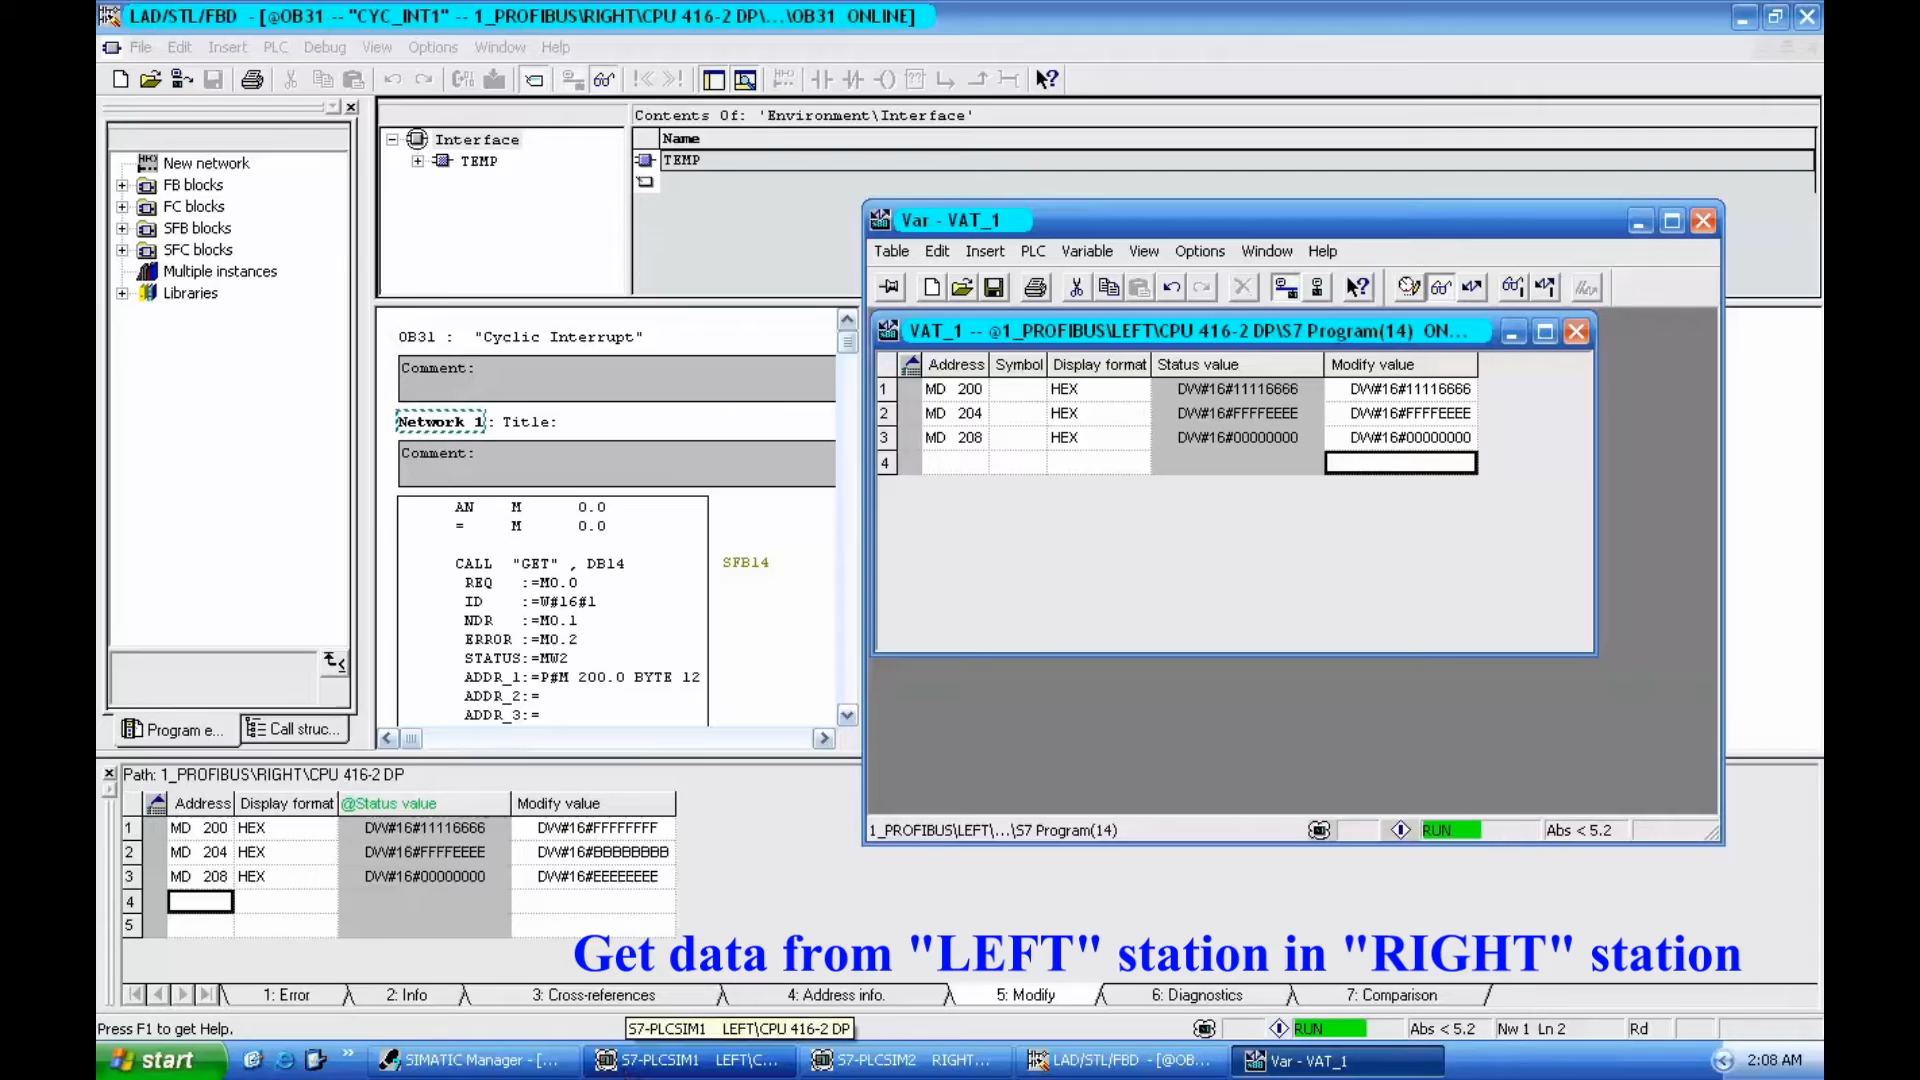 LAD/STL/FBD - [@OB31 -- "CYC_INT1" -- 1_PROFIBUS\RIGHT\CPU 416-2 DP\...\OB31 ONLINE]
File Edit Insert PLC Debug View Options Window Help
New network
FB blocks
FC blocks
SFB blocks
SFC blocks
Multiple instances
Libraries
Program e...
Call struc...
Interface
TEMP
Contents Of: 'Environment\Interface'
Name
TEMP
OB31 : "Cyclic Interrupt"
Comment:
Network 1: Title:
Comment:
AN M 0.0
= M 0.0
CALL "GET" , DB14 SFB14
REQ :=M0.0
ID :=W#16#1
NDR :=M0.1
ERROR :=M0.2
STATUS:=MW2
ADDR_1:=P#M 200.0 BYTE 12
ADDR_2:=
ADDR_3:=
Var - VAT_1
Table Edit Insert PLC Variable View Options Window Help
VAT_1 -- @1_PROFIBUS\LEFT\CPU 416-2 DP\S7 Program(14) ON...
Address Symbol Display format Status value Modify value
1 MD 200 HEX DW#16#11116666 DW#16#11116666
2 MD 204 HEX DW#16#FFFFEEEE DW#16#FFFFEEEE
3 MD 208 HEX DW#16#00000000 DW#16#00000000
4
1_PROFIBUS\LEFT\...\S7 Program(14) RUN Abs < 5.2
Path: 1_PROFIBUS\RIGHT\CPU 416-2 DP
Address Display format @Status value Modify value
1 MD 200 HEX DW#16#11116666 DW#16#FFFFFFFF
2 MD 204 HEX DW#16#FFFFEEEE DW#16#BBBBBBBB
3 MD 208 HEX DW#16#00000000 DW#16#EEEEEEEE
4
5
Get data from "LEFT" station in "RIGHT" station
1: Error 2: Info 3: Cross-references 4: Address info. 5: Modify 6: Diagnostics 7: Comparison
Press F1 to get Help. S7-PLCSIM1 LEFT\CPU 416-2 DP RUN Abs < 5.2 Nw 1 Ln 2 Rd
start SIMATIC Manager - [... S7-PLCSIM1 LEFT\C... S7-PLCSIM2 RIGHT... LAD/STL/FBD - [@OB... Var - VAT_1 2:08 AM